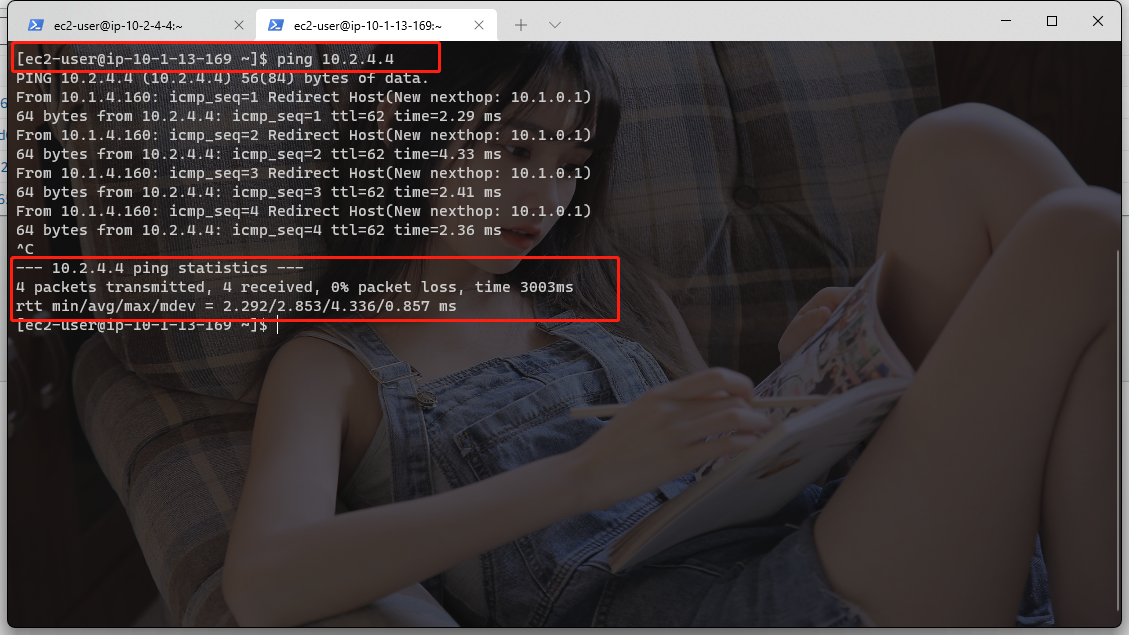 ec2-user@ip-10-2-4-4:~
ec2-user@ip-10-1-13-169:~
[ec2-user@ip-10-1-13-169 ~]$ ping 10.2.4.4
PING 10.2.4.4 (10.2.4.4) 56(84) bytes of data.
From 10.1.4.160: icmp_seq=1 Redirect Host(New nexthop: 10.1.0.1)
64 bytes from 10.2.4.4: icmp_seq=1 ttl=62 time=2.29 ms
From 10.1.4.160: icmp_seq=2 Redirect Host(New nexthop: 10.1.0.1)
64 bytes from 10.2.4.4: icmp_seq=2 ttl=62 time=4.33 ms
From 10.1.4.160: icmp_seq=3 Redirect Host(New nexthop: 10.1.0.1)
64 bytes from 10.2.4.4: icmp_seq=3 ttl=62 time=2.41 ms
From 10.1.4.160: icmp_seq=4 Redirect Host(New nexthop: 10.1.0.1)
64 bytes from 10.2.4.4: icmp_seq=4 ttl=62 time=2.36 ms
^C
--- 10.2.4.4 ping statistics ---
4 packets transmitted, 4 received, 0% packet loss, time 3003ms
rtt min/avg/max/mdev = 2.292/2.853/4.336/0.857 ms
[ec2-user@ip-10-1-13-169 ~]$